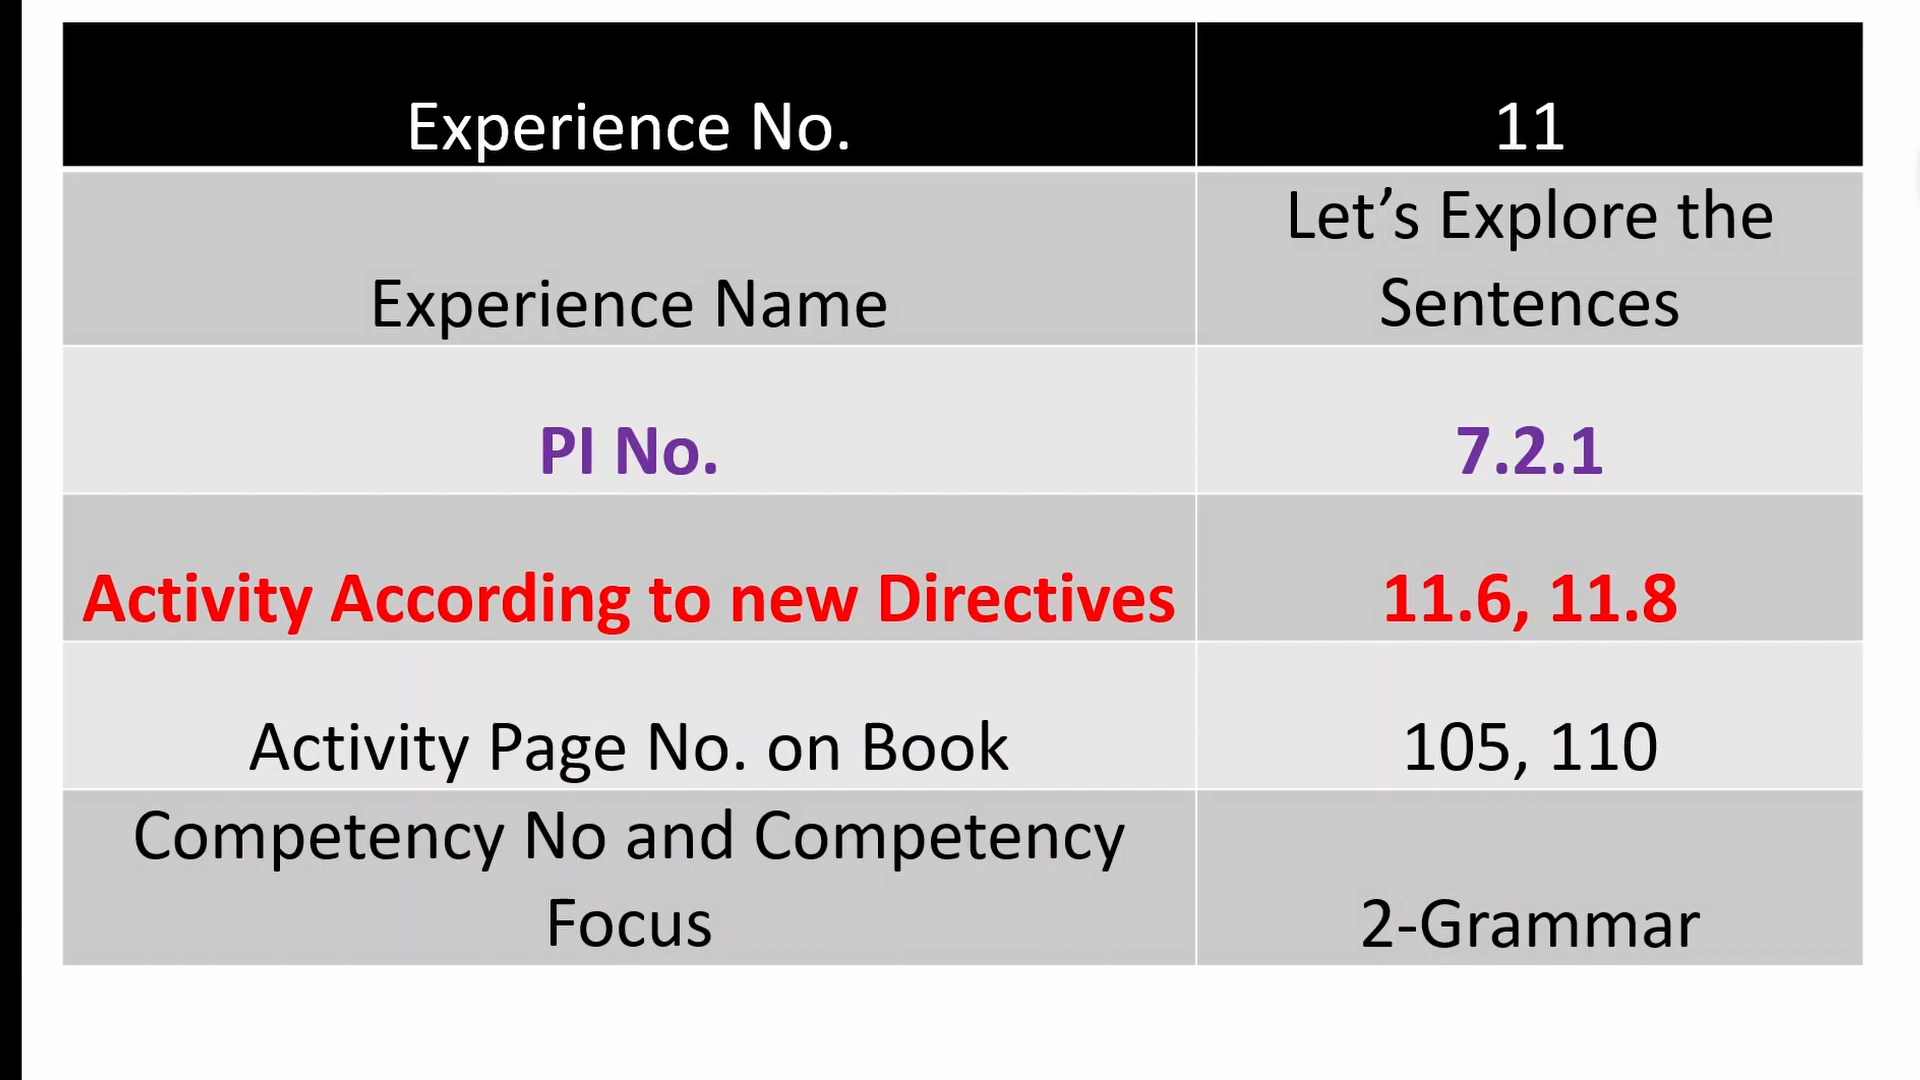 Experience No. 11
Experience Name Let’s Explore the
Sentences
PI No. 7.2.1
Activity According to new Directives 11.6, 11.8
Activity Page No. on Book 105, 110
Competency No and Competency
Focus 2-Grammar